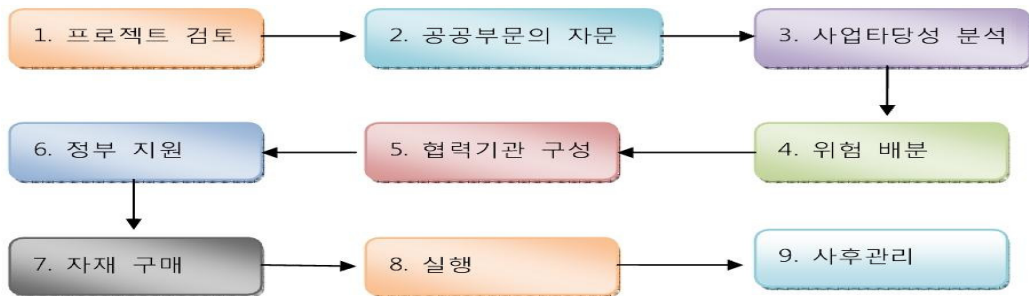 1. 프로젝트 검토
2. 공공부문의 자문
3. 사업타당성 분석
4. 위험 배분
5. 협력기관 구성
6. 정부 지원
7. 자재 구매
8. 실행
9. 사후관리